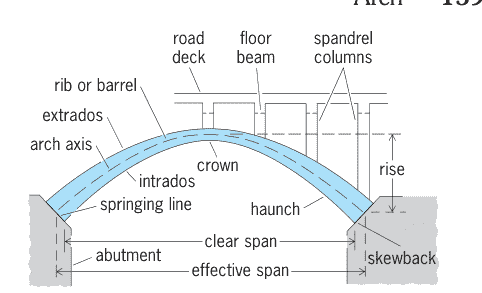 Arch 159
road
deck
floor
beam
spandrel
columns
rib or barrel
extrados
arch axis
crown
intrados
rise
springing line
haunch
clear span
abutment
skewback
effective span